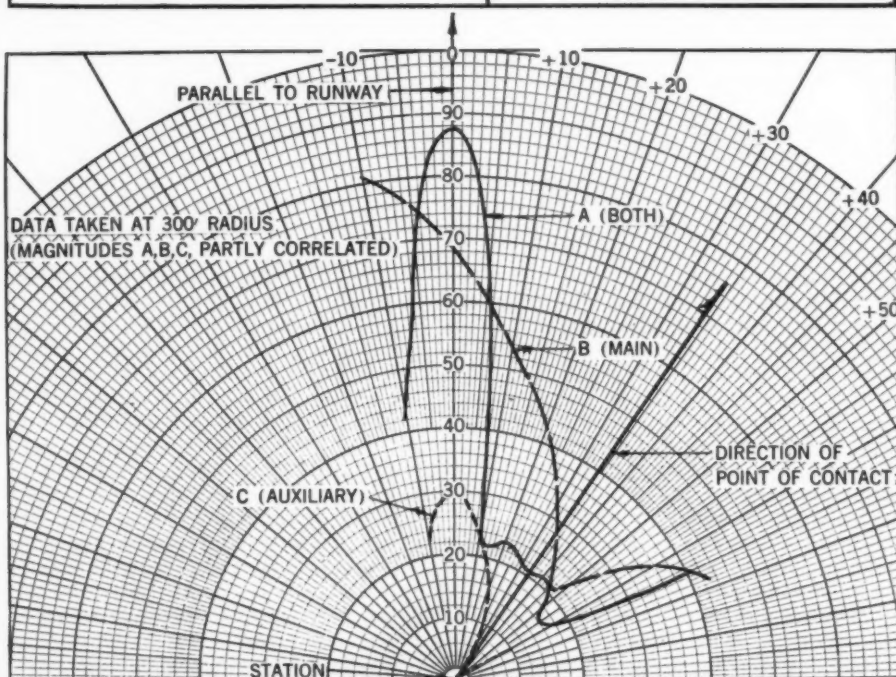 -10
0
+10
+20
+30
+40
+50
PARALLEL TO RUNWAY
90
80
A (BOTH)
DATA TAKEN AT 300' RADIUS
(MAGNITUDES A,B,C, PARTLY CORRELATED)
70
60
B (MAIN)
50
40
DIRECTION OF
POINT OF CONTACT
C (AUXILIARY)
30
20
10
STATION